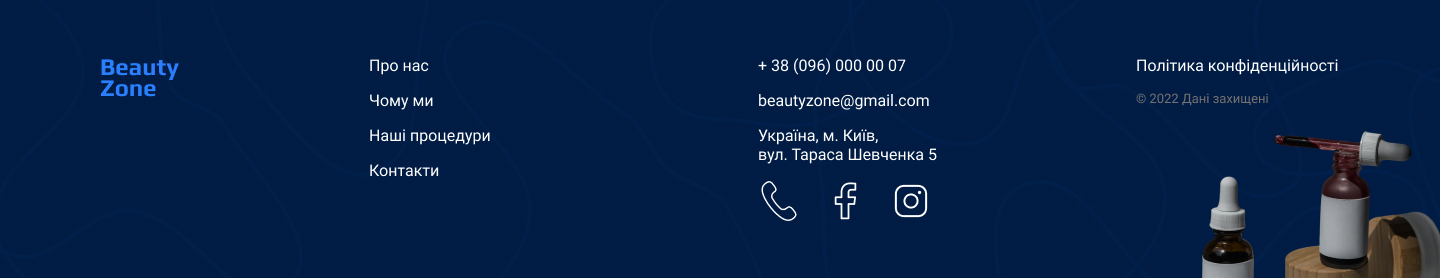 Beauty
Zone
Про нас
Чому ми
Наші процедури
Контакти
+ 38 (096) 000 00 07
beautyzone@gmail.com
Україна, м. Київ,
вул. Тараса Шевченка 5
Політика конфіденційності
© 2022 Дані захищені